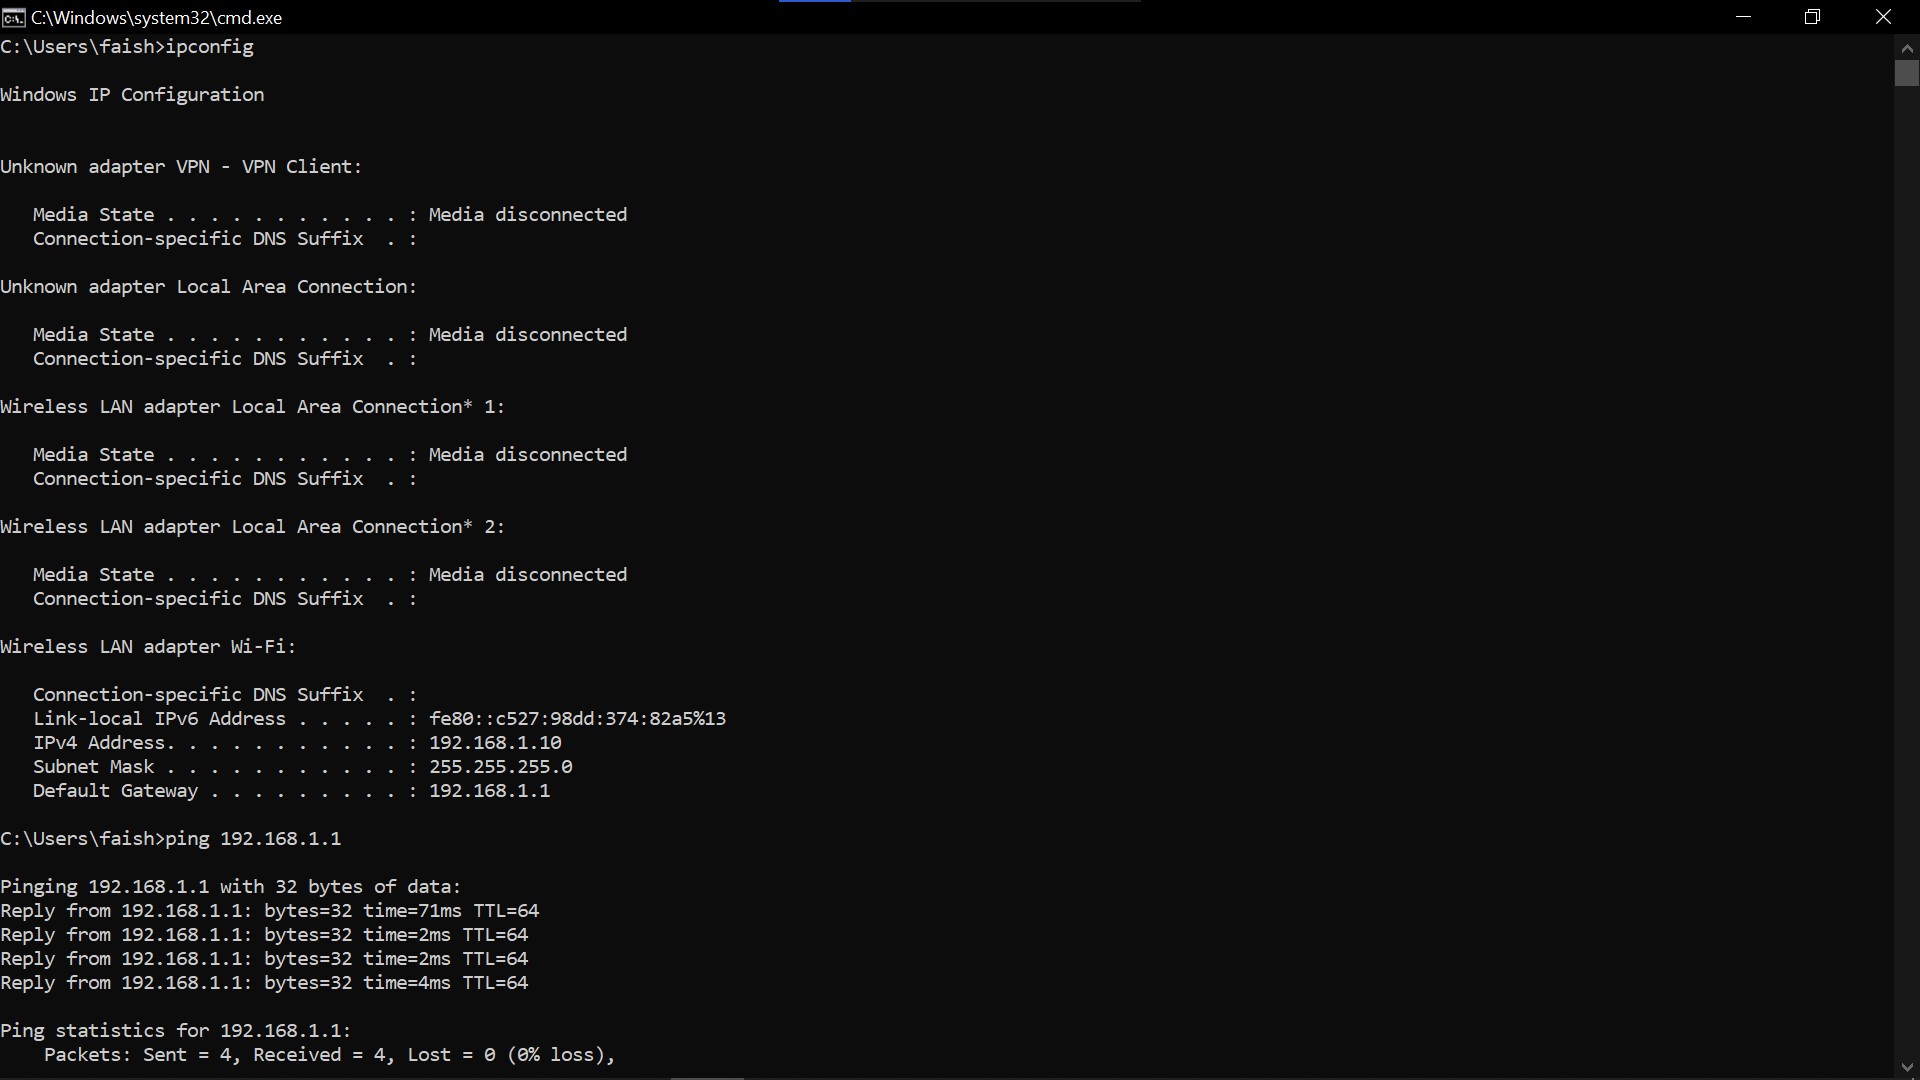 C:\Windows\system32\cmd.exe
C:\Users\faish>ipconfig
Windows IP Configuration
Unknown adapter VPN - VPN Client:
Media State . . . . . . . . . . . : Media disconnected
Connection-specific DNS Suffix  . :
Unknown adapter Local Area Connection:
Media State . . . . . . . . . . . : Media disconnected
Connection-specific DNS Suffix  . :
Wireless LAN adapter Local Area Connection* 1:
Media State . . . . . . . . . . . : Media disconnected
Connection-specific DNS Suffix  . :
Wireless LAN adapter Local Area Connection* 2:
Media State . . . . . . . . . . . : Media disconnected
Connection-specific DNS Suffix  . :
Wireless LAN adapter Wi-Fi:
Connection-specific DNS Suffix  . :
Link-local IPv6 Address . . . . . : fe80::c527:98dd:374:82a5%13
IPv4 Address. . . . . . . . . . . : 192.168.1.10
Subnet Mask . . . . . . . . . . . : 255.255.255.0
Default Gateway . . . . . . . . . : 192.168.1.1
C:\Users\faish>ping 192.168.1.1
Pinging 192.168.1.1 with 32 bytes of data:
Reply from 192.168.1.1: bytes=32 time=71ms TTL=64
Reply from 192.168.1.1: bytes=32 time=2ms TTL=64
Reply from 192.168.1.1: bytes=32 time=2ms TTL=64
Reply from 192.168.1.1: bytes=32 time=4ms TTL=64
Ping statistics for 192.168.1.1:
Packets: Sent = 4, Received = 4, Lost = 0 (0% loss),